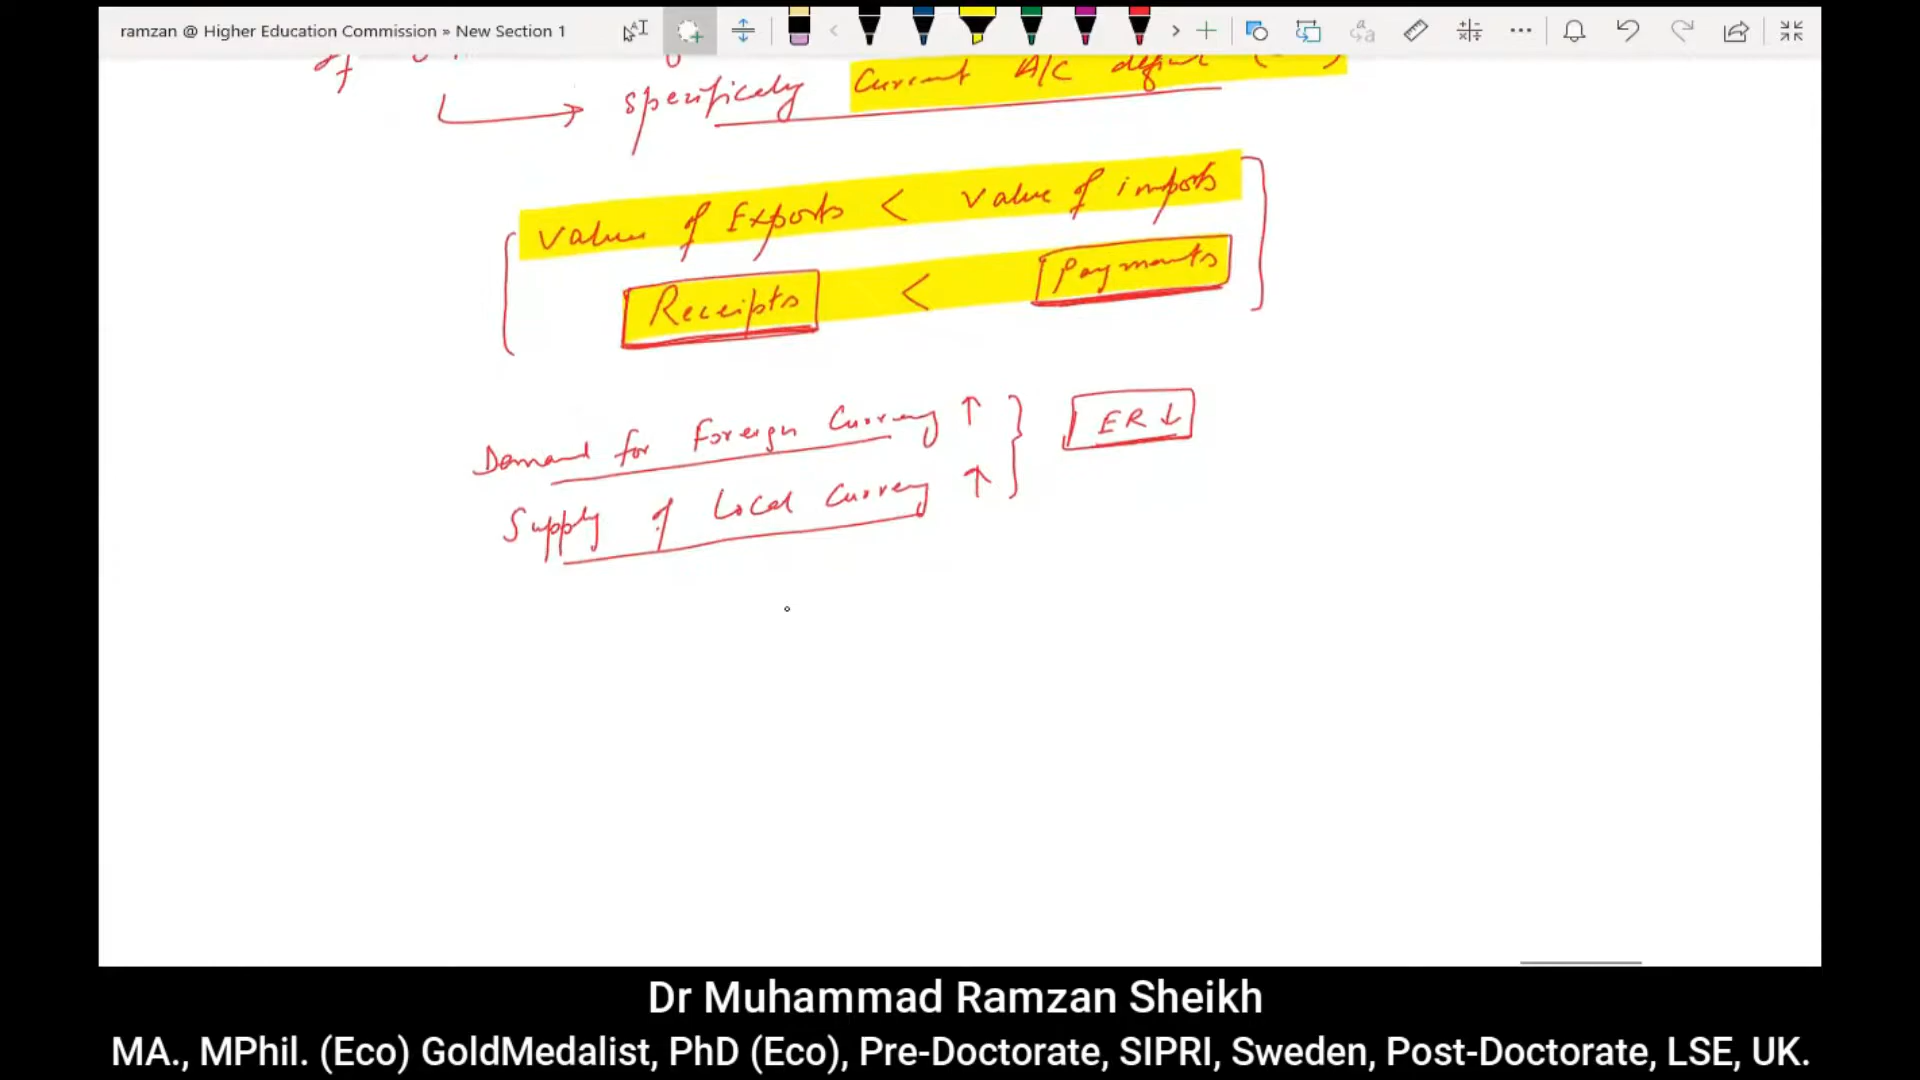 ramzan @ Higher Education Commission » New Section 1
specifically Current A/C deficit
Value of Exports < Value of imports
Receipts < Payments
Demand for Foreign Currency ↑
ER ↓
Supply of Local Currency ↑
Dr Muhammad Ramzan Sheikh
MA., MPhil. (Eco) GoldMedalist, PhD (Eco), Pre-Doctorate, SIPRI, Sweden, Post-Doctorate, LSE, UK.